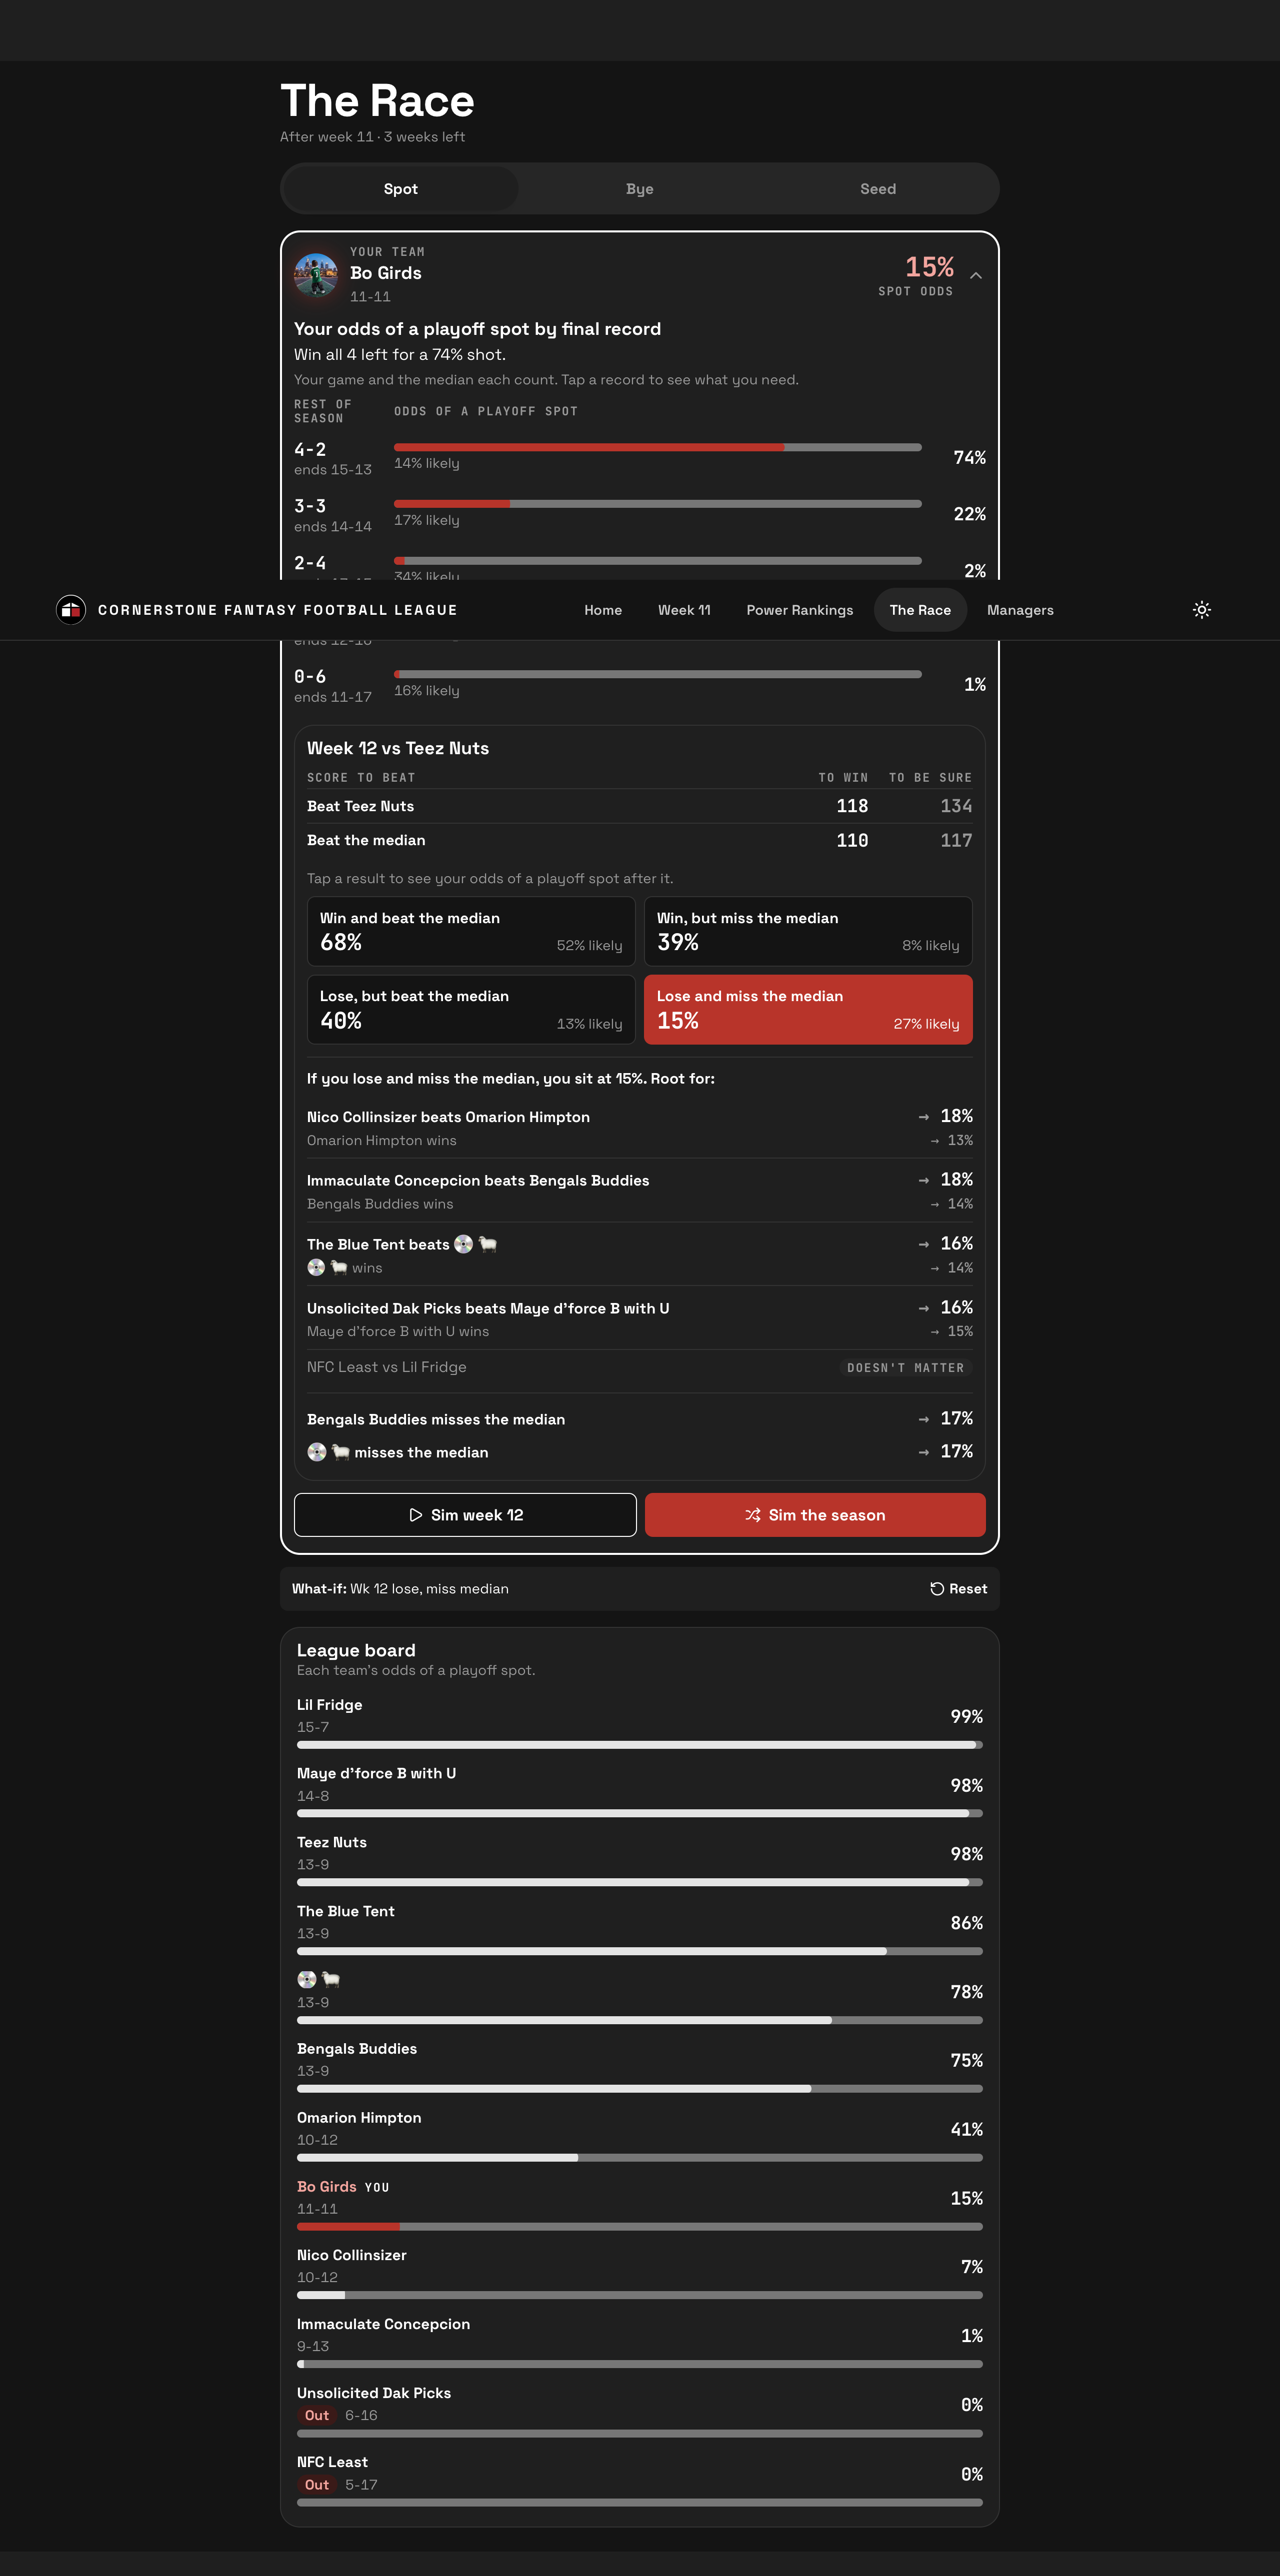 The Race
After week 11 · 3 weeks left
Spot
Bye
Seed
YOUR TEAM
Bo Girds
11-11
15%
SPOT ODDS
Your odds of a playoff spot by final record
Win all 4 left for a 74% shot.
Your game and the median each count. Tap a record to see what you need.
REST OF
SEASON
ODDS OF A PLAYOFF SPOT
4-2
ends 15-13
14% likely
74%
3-3
ends 14-14
17% likely
22%
2-4
34% likely
2%
CORNERSTONE FANTASY FOOTBALL LEAGUE
Home
Week 11
Power Rankings
The Race
Managers
ends 12-16
0-6
ends 11-17
16% likely
1%
Week 12 vs Teez Nuts
SCORE TO BEAT
TO WIN
TO BE SURE
Beat Teez Nuts
118
134
Beat the median
110
117
Tap a result to see your odds of a playoff spot after it.
Win and beat the median
68%
52% likely
Win, but miss the median
39%
8% likely
Lose, but beat the median
40%
13% likely
Lose and miss the median
15%
27% likely
If you lose and miss the median, you sit at 15%. Root for:
Nico Collinsizer beats Omarion Himpton
→ 18%
Omarion Himpton wins
→ 13%
Immaculate Concepcion beats Bengals Buddies
→ 18%
Bengals Buddies wins
→ 14%
The Blue Tent beats 💿 🐑
→ 16%
💿 🐑 wins
→ 14%
Unsolicited Dak Picks beats Maye d'force B with U
→ 16%
Maye d'force B with U wins
→ 15%
NFC Least vs Lil Fridge
DOESN'T MATTER
Bengals Buddies misses the median
→ 17%
💿 🐑 misses the median
→ 17%
Sim week 12
Sim the season
What-if: Wk 12 lose, miss median
Reset
League board
Each team's odds of a playoff spot.
Lil Fridge
15-7
99%
Maye d'force B with U
14-8
98%
Teez Nuts
13-9
98%
The Blue Tent
13-9
86%
💿 🐑
13-9
78%
Bengals Buddies
13-9
75%
Omarion Himpton
10-12
41%
Bo Girds YOU
11-11
15%
Nico Collinsizer
10-12
7%
Immaculate Concepcion
9-13
1%
Unsolicited Dak Picks
Out 6-16
0%
NFC Least
Out 5-17
0%